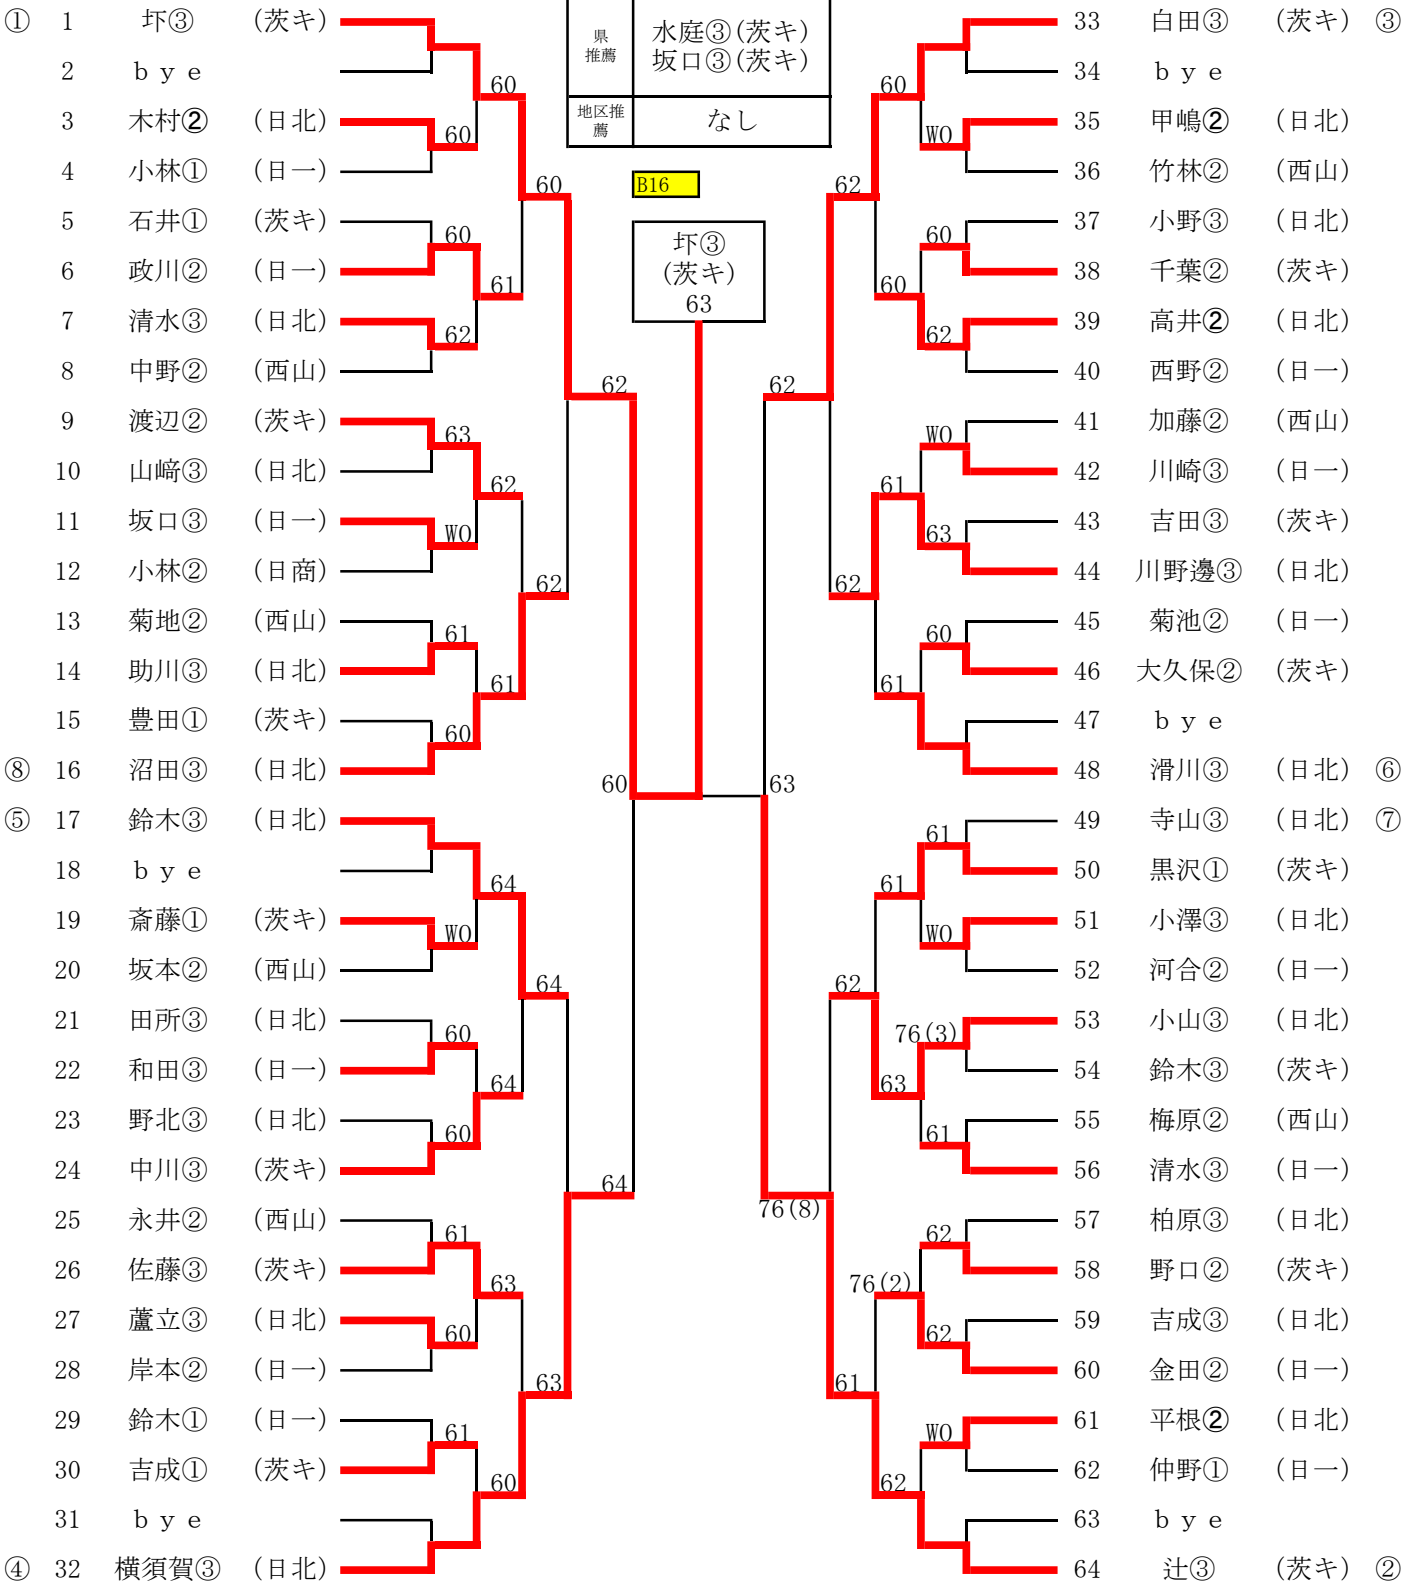 県
推薦
水庭③(茨キ)
坂口③(茨キ)
地区推
薦
なし
B16
圷③
(茨キ)
63
① 1 圷③ (茨キ)
2 ｂｙｅ
3 木村② (日北)
4 小林① (日一)
5 石井① (茨キ)
6 政川② (日一)
7 清水③ (日北)
8 中野② (西山)
9 渡辺② (茨キ)
10 山﨑③ (日北)
11 坂口③ (日一)
12 小林② (日商)
13 菊地② (西山)
14 助川③ (日北)
15 豊田① (茨キ)
⑧ 16 沼田③ (日北)
⑤ 17 鈴木③ (日北)
18 ｂｙｅ
19 斎藤① (茨キ)
20 坂本② (西山)
21 田所③ (日北)
22 和田③ (日一)
23 野北③ (日北)
24 中川③ (茨キ)
25 永井② (西山)
26 佐藤③ (茨キ)
27 蘆立③ (日北)
28 岸本② (日一)
29 鈴木① (日一)
30 吉成① (茨キ)
31 ｂｙｅ
④ 32 横須賀③ (日北)
60
60
62
63
WO
61
60
WO
60
60
61
60
61
60
61
62
61
64
64
63
60
60
62
64
63
62
64
60
33 白田③ (茨キ) ③
34 ｂｙｅ
35 甲嶋② (日北)
36 竹林② (西山)
37 小野③ (日北)
38 千葉② (茨キ)
39 高井② (日北)
40 西野② (日一)
41 加藤② (西山)
42 川崎③ (日一)
43 吉田③ (茨キ)
44 川野邊③ (日北)
45 菊池② (日一)
46 大久保② (茨キ)
47 ｂｙｅ
48 滑川③ (日北) ⑥
49 寺山③ (日北) ⑦
50 黒沢① (茨キ)
51 小澤③ (日北)
52 河合② (日一)
53 小山③ (日北)
54 鈴木③ (茨キ)
55 梅原② (西山)
56 清水③ (日一)
57 柏原③ (日北)
58 野口② (茨キ)
59 吉成③ (日北)
60 金田② (日一)
61 平根② (日北)
62 仲野① (日一)
63 ｂｙｅ
64 辻③ (茨キ) ②
WO
60
62
WO
63
60
61
WO
76(3)
61
62
62
WO
60
60
61
61
61
63
76(2)
62
62
62
62
61
62
76(8)
63